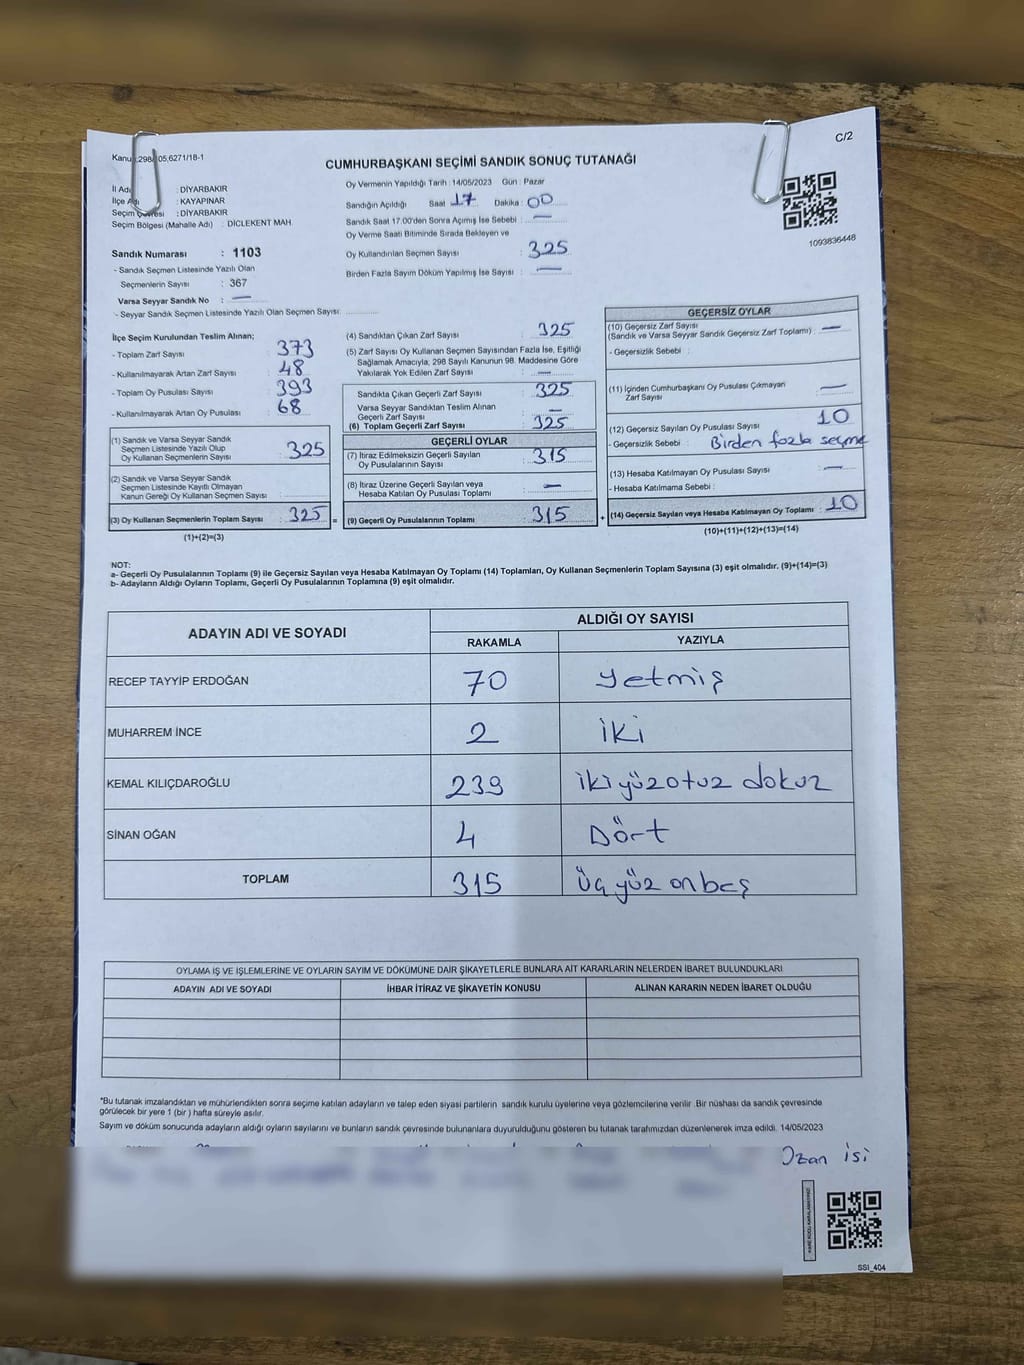 C/2
Kanun:298/105,6271/18-1
CUMHURBAŞKANI SEÇİMİ SANDIK SONUÇ TUTANAĞI
İl Adı : DİYARBAKIR
İlçe Adı : KAYAPINAR
Seçim Çevresi : DİYARBAKIR
Seçim Bölgesi (Mahalle Adı) : DİCLEKENT MAH.
Sandık Numarası : 1103
- Sandık Seçmen Listesinde Yazılı Olan
Seçmenlerin Sayısı : 367
Varsa Seyyar Sandık No : —
- Seyyar Sandık Seçmen Listesinde Yazılı Olan Seçmen Sayısı:
Oy Vermenin Yapıldığı Tarih :14/05/2023 Gün : Pazar
Sandığın Açıldığı Saat 17 Dakika : 00
Sandık Saat 17.00'den Sonra Açılmış İse Sebebi : —
Oy Verme Saati Bitiminde Sırada Bekleyen ve
Oy Kullandırılan Seçmen Sayısı : 325
Birden Fazla Sayım Döküm Yapılmış İse Sayısı : —
1093836448
İlçe Seçim Kurulundan Teslim Alınan;
- Toplam Zarf Sayısı : 373
- Kullanılmayarak Artan Zarf Sayısı : 48
- Toplam Oy Pusulası Sayısı : 393
- Kullanılmayarak Artan Oy Pusulası : 68
(1) Sandık ve Varsa Seyyar Sandık
Seçmen Listesinde Yazılı Olup
Oy Kullanan Seçmenlerin Sayısı : 325
(2) Sandık ve Varsa Seyyar Sandık
Seçmen Listesinde Kayıtlı Olmayan
Kanun Gereği Oy Kullanan Seçmen Sayısı :
(3) Oy Kullanan Seçmenlerin Toplam Sayısı : 325 =
(1)+(2)=(3)
(4) Sandıktan Çıkan Zarf Sayısı : 325
(5) Zarf Sayısı Oy Kullanan Seçmen Sayısından Fazla İse, Eşitliği
Sağlamak Amacıyla, 298 Sayılı Kanunun 98. Maddesine Göre
Yakılarak Yok Edilen Zarf Sayısı : —
Sandıkta Çıkan Geçerli Zarf Sayısı : 325
Varsa Seyyar Sandıktan Teslim Alınan
Geçerli Zarf Sayısı : —
(6) Toplam Geçerli Zarf Sayısı : 325
GEÇERLİ OYLAR
(7) İtiraz Edilmeksizin Geçerli Sayılan
Oy Pusulalarının Sayısı : 315
(8) İtiraz Üzerine Geçerli Sayılan veya
Hesaba Katılan Oy Pusulası Toplamı : —
(9) Geçerli Oy Pusulalarının Toplamı : 315 +
GEÇERSİZ OYLAR
(10) Geçersiz Zarf Sayısı
(Sandık ve Varsa Seyyar Sandık Geçersiz Zarf Toplamı) : —
- Geçersizlik Sebebi :
(11) İçinden Cumhurbaşkanı Oy Pusulası Çıkmayan
Zarf Sayısı : —
(12) Geçersiz Sayılan Oy Pusulası Sayısı : 10
- Geçersizlik Sebebi : Birden fazla seçme
(13) Hesaba Katılmayan Oy Pusulası Sayısı : —
- Hesaba Katılmama Sebebi :
(14) Geçersiz Sayılan veya Hesaba Katılmayan Oy Toplamı : 10
(10)+(11)+(12)+(13)=(14)
NOT:
a- Geçerli Oy Pusulalarının Toplamı (9) ile Geçersiz Sayılan veya Hesaba Katılmayan Oy Toplamı (14) Toplamları, Oy Kullanan Seçmenlerin Toplam Sayısına (3) eşit olmalıdır. (9)+(14)=(3)
b- Adayların Aldığı Oyların Toplamı, Geçerli Oy Pusulalarının Toplamına (9) eşit olmalıdır.
ADAYIN ADI VE SOYADI ALDIĞI OY SAYISI
RAKAMLA YAZIYLA
RECEP TAYYİP ERDOĞAN 70 yetmiş
MUHARREM İNCE 2 iki
KEMAL KILIÇDAROĞLU 239 ikiyüzotuz dokuz
SİNAN OĞAN 4 Dört
TOPLAM 315 üçyüz onbeş
OYLAMA İŞ VE İŞLEMLERİNE VE OYLARIN SAYIM VE DÖKÜMÜNE DAİR ŞİKAYETLERLE BUNLARA AİT KARARLARIN NELERDEN İBARET BULUNDUKLARI
ADAYIN ADI VE SOYADI İHBAR İTİRAZ VE ŞİKAYETİN KONUSU ALINAN KARARIN NEDEN İBARET OLDUĞU
*Bu tutanak imzalandıktan ve mühürlendikten sonra seçime katılan adayların ve talep eden siyasi partilerin sandık kurulu üyelerine veya gözlemcilerine verilir .Bir nüshası da sandık çevresinde
görülecek bir yere 1 (bir ) hafta süreyle asılır.
Sayım ve döküm sonucunda adayların aldığı oyların sayılarını ve bunların sandık çevresinde bulunanlara duyurulduğunu gösteren bu tutanak tarafımızdan düzenlenerek imza edildi. 14/05/2023
Ozan isi
SSİ_404